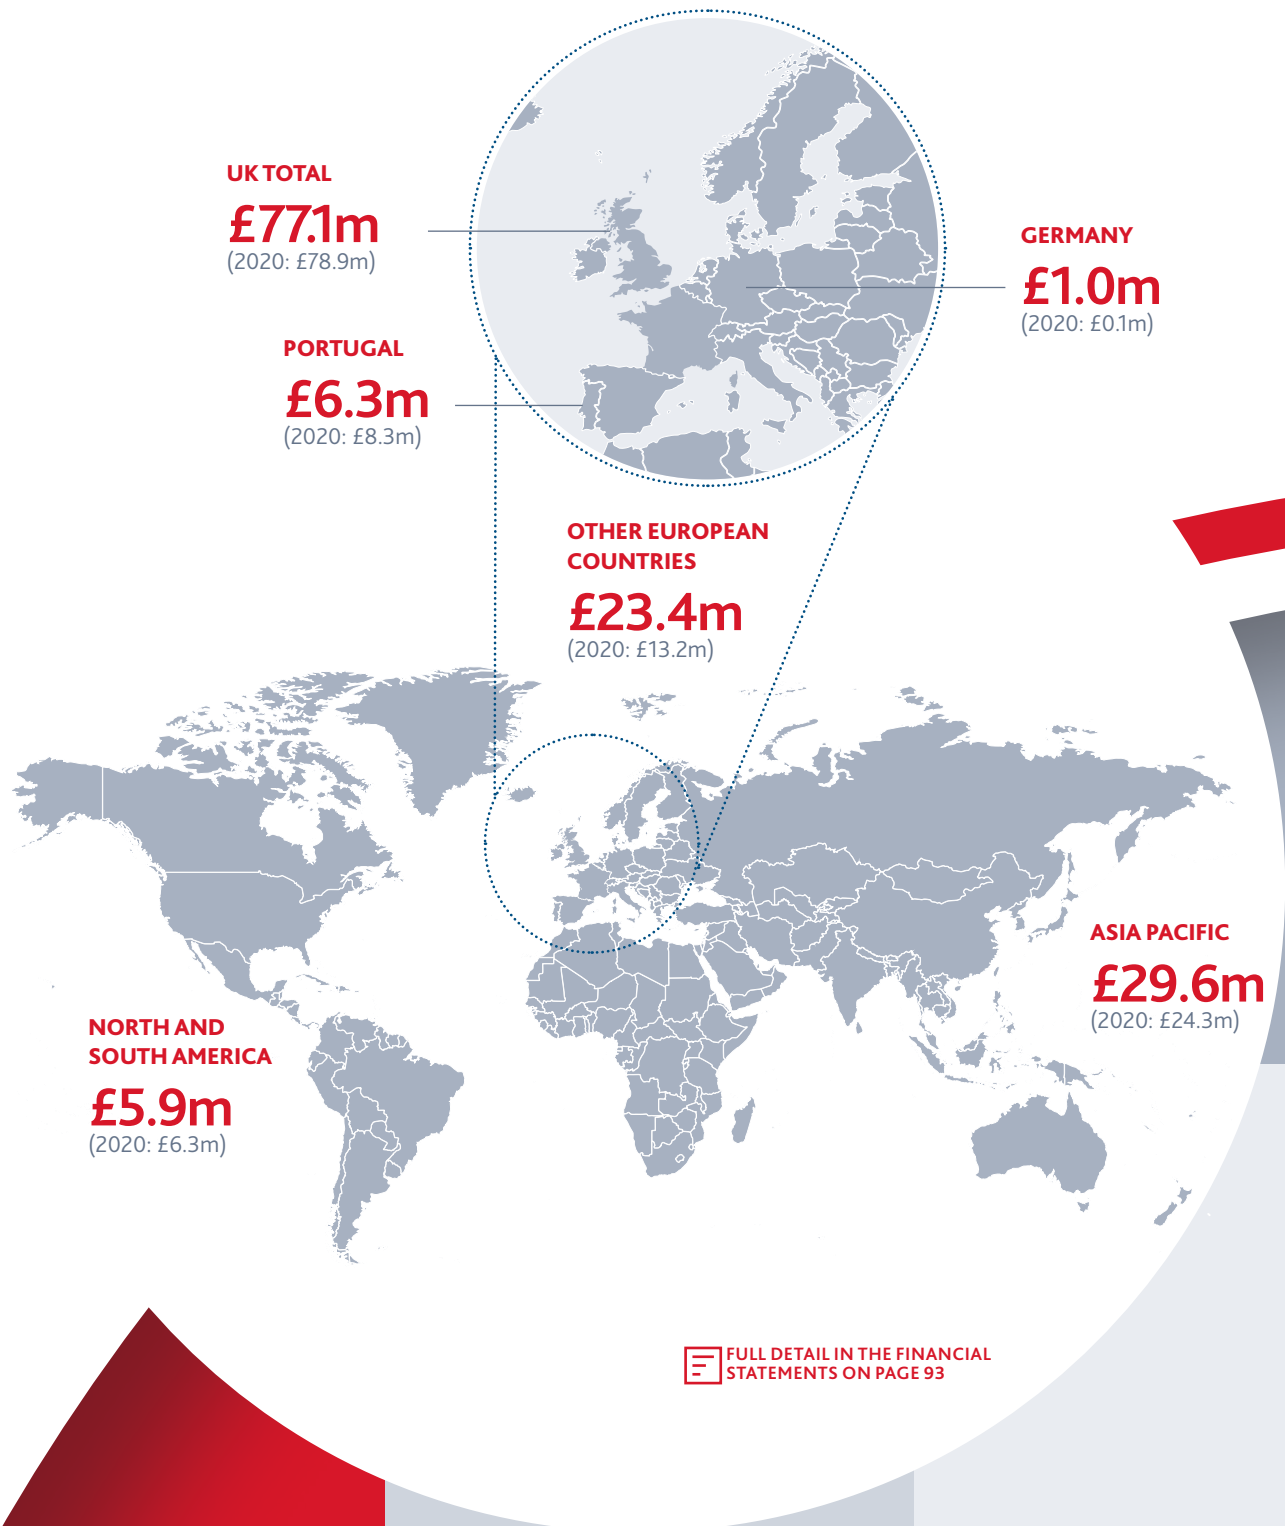 UK TOTAL
£77.1m
(2020: £78.9m)
GERMANY
£1.0m
(2020: £0.1m)
PORTUGAL
£6.3m
(2020: £8.3m)
OTHER EUROPEAN
COUNTRIES
£23.4m
(2020: £13.2m)
ASIA PACIFIC
£29.6m
(2020: £24.3m)
NORTH AND
SOUTH AMERICA
£5.9m
(2020: £6.3m)
FULL DETAIL IN THE FINANCIAL
STATEMENTS ON PAGE 93